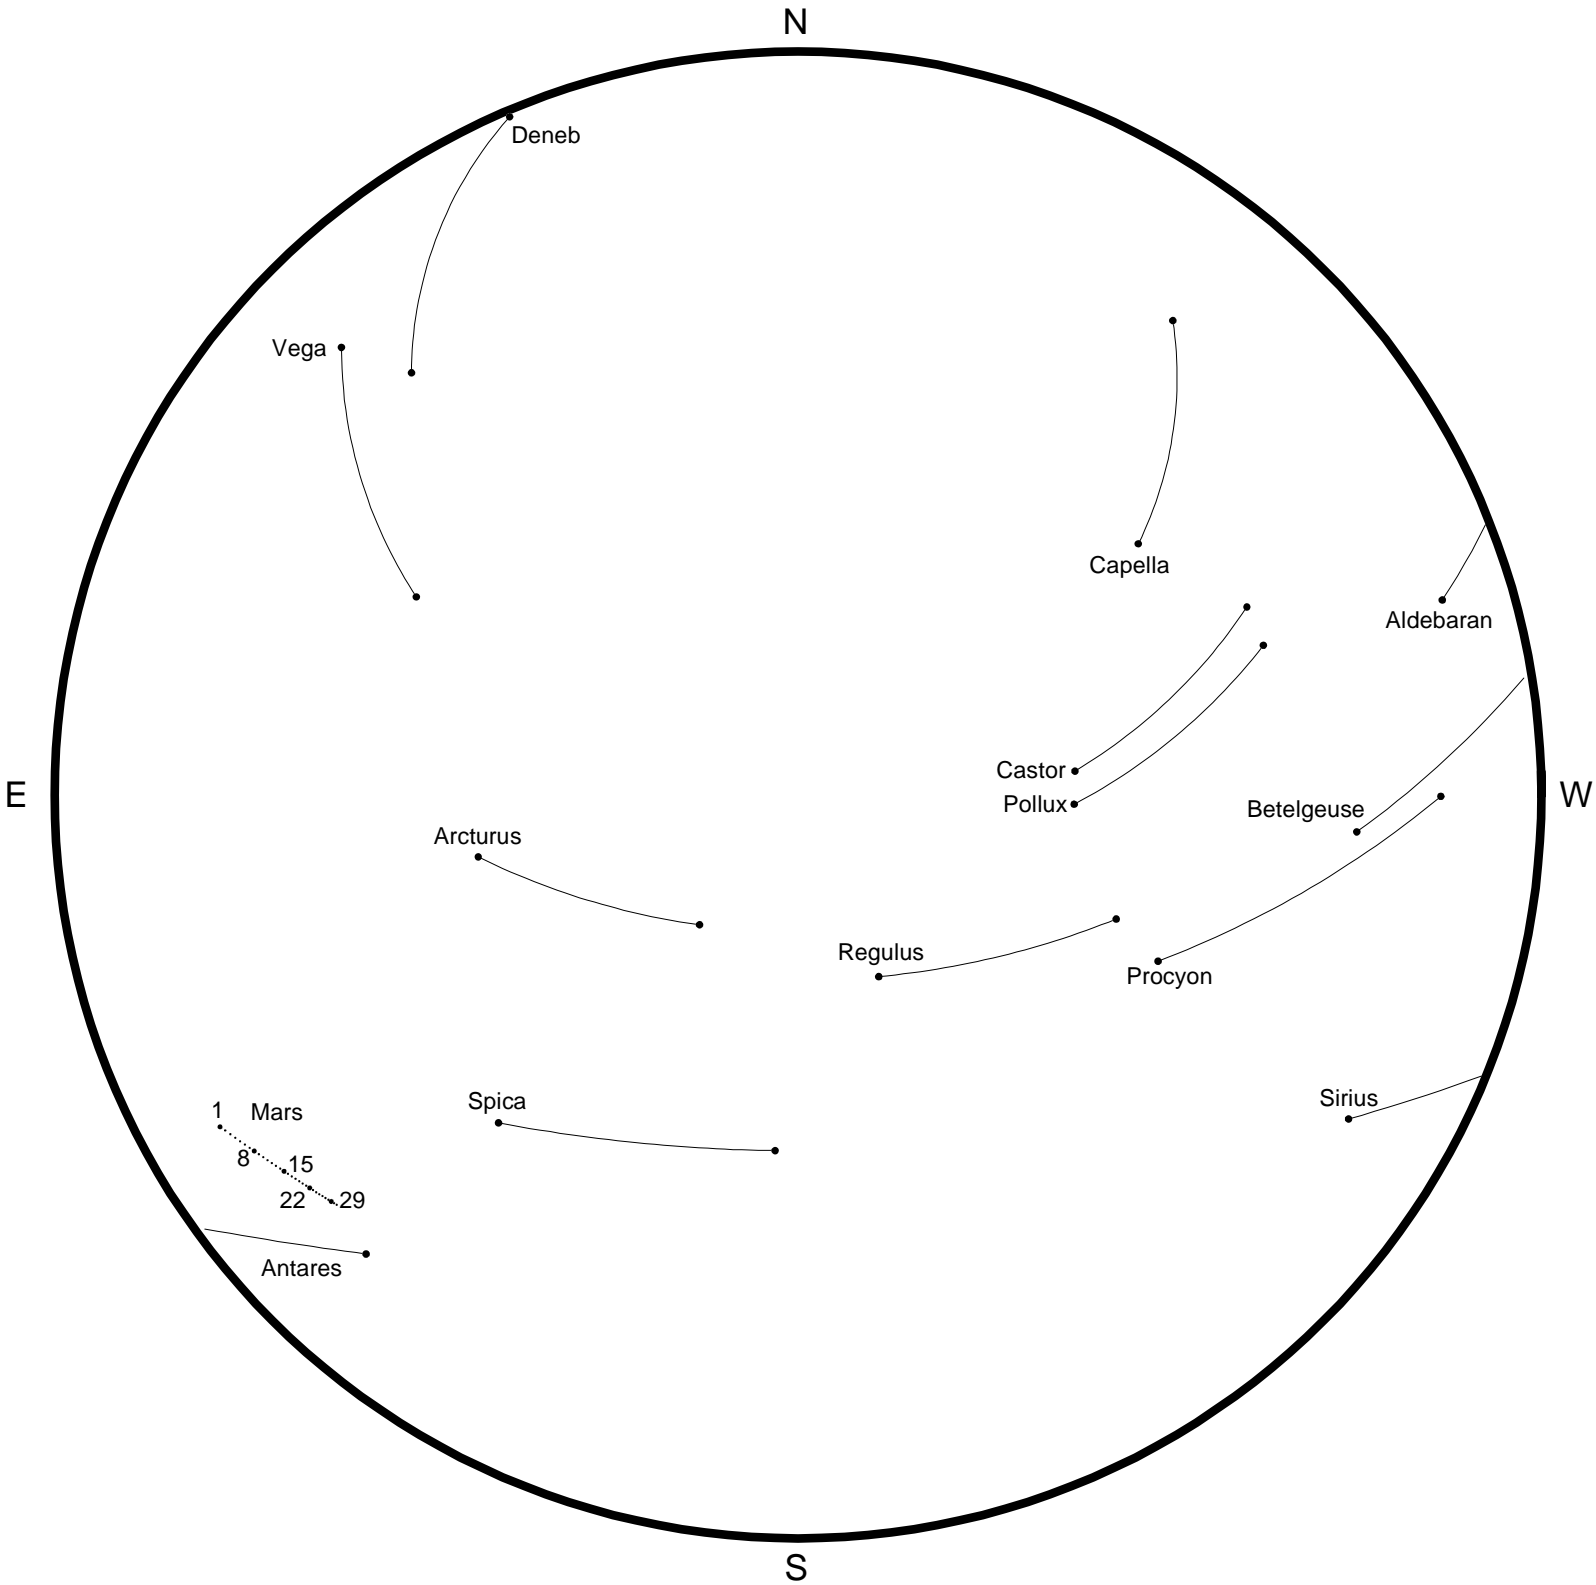 N
Deneb
Vega
Capella
Aldebaran
Castor
E
Pollux
Betelgeuse
W
Arcturus
Regulus
Procyon
Sirius
Spica
1 Mars
8 15
22 29
Antares
S